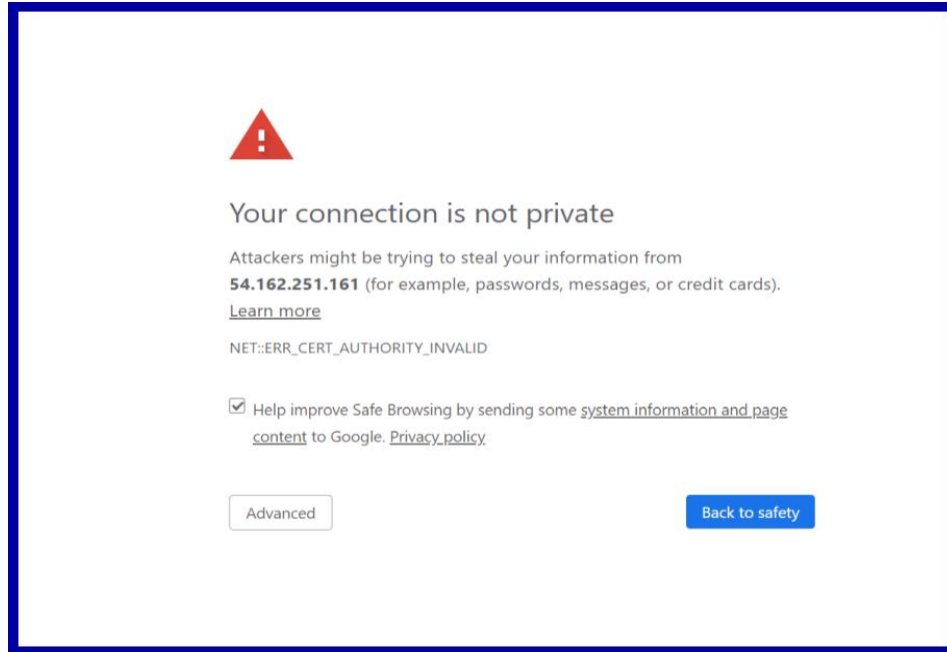 Your connection is not private
Attackers might be trying to steal your information from
54.162.251.161 (for example, passwords, messages, or credit cards).
Learn more
NET::ERR_CERT_AUTHORITY_INVALID
Help improve Safe Browsing by sending some system information and page
content to Google. Privacy policy
Advanced
Back to safety